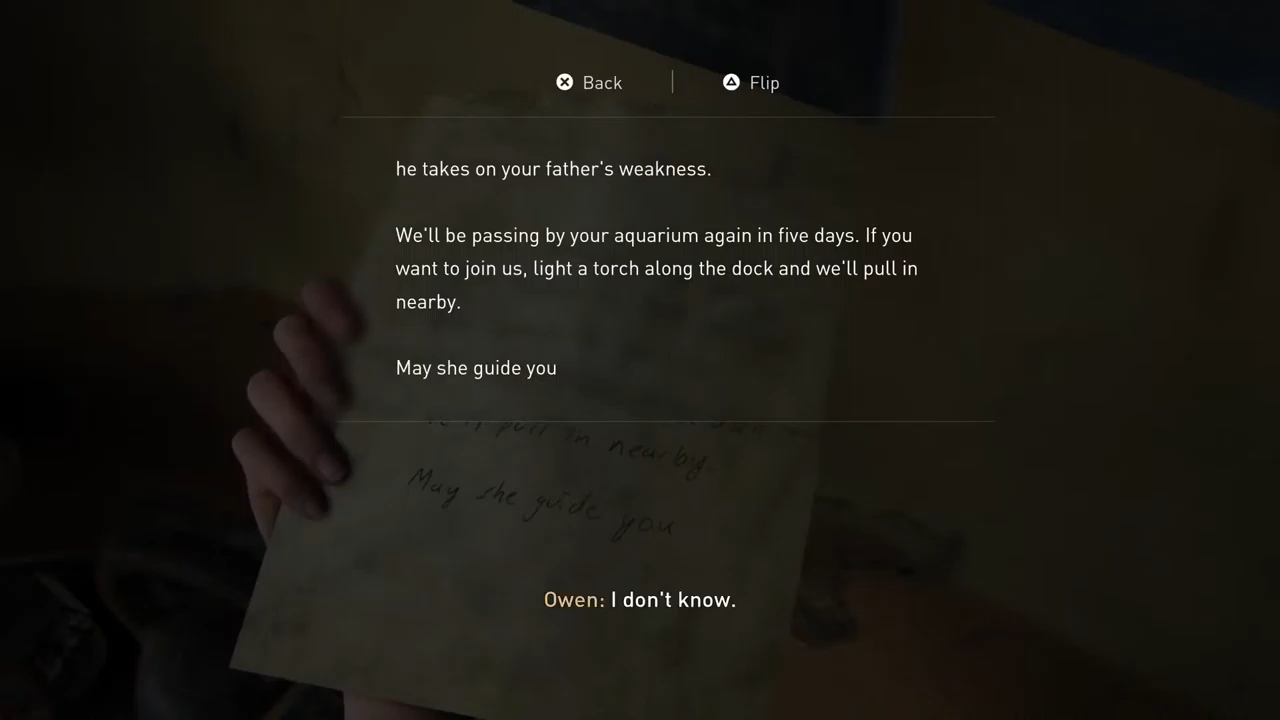 Back | Flip
he takes on your father's weakness.
We'll be passing by your aquarium again in five days. If you
want to join us, light a torch along the dock and we'll pull in
nearby.
May she guide you
pull in nearby
May she guide you
Owen: I don't know.